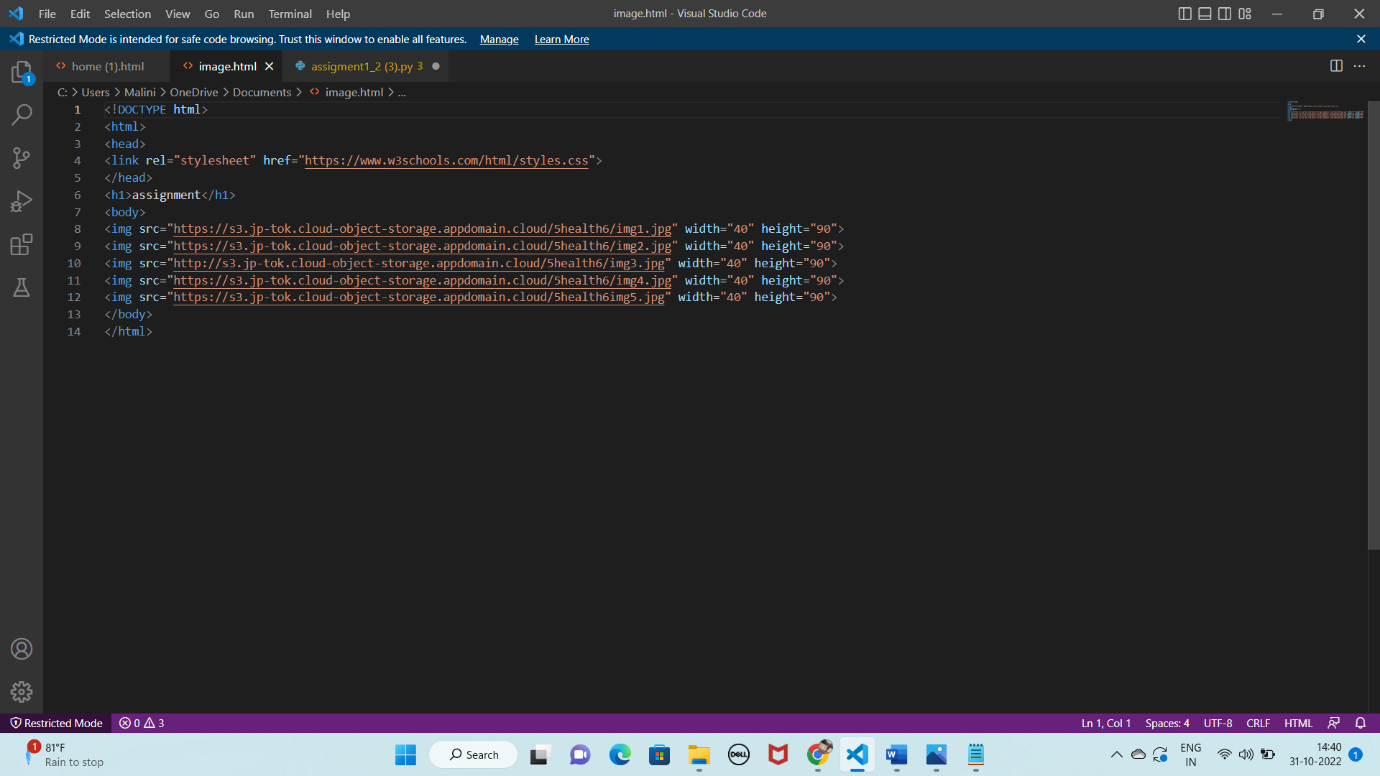 File Edit Selection View Go Run Terminal Help image.html - Visual Studio Code
Restricted Mode is intended for safe code browsing. Trust this window to enable all features. Manage Learn More
1
home (1).html image.html assigment1_2 (3).py 3
C: > Users > Malini > OneDrive > Documents > image.html > ...
1 <!DOCTYPE html>
2 <html>
3 <head>
4 <link rel="stylesheet" href="https://www.w3schools.com/html/styles.css">
5 </head>
6 <h1>assignment</h1>
7 <body>
8 <img src="https://s3.jp-tok.cloud-object-storage.appdomain.cloud/5health6/img1.jpg" width="40" height="90">
9 <img src="https://s3.jp-tok.cloud-object-storage.appdomain.cloud/5health6/img2.jpg" width="40" height="90">
10 <img src="http://s3.jp-tok.cloud-object-storage.appdomain.cloud/5health6/img3.jpg" width="40" height="90">
11 <img src="https://s3.jp-tok.cloud-object-storage.appdomain.cloud/5health6/img4.jpg" width="40" height="90">
12 <img src="https://s3.jp-tok.cloud-object-storage.appdomain.cloud/5health6img5.jpg" width="40" height="90">
13 </body>
14 </html>
Restricted Mode 0 3 Ln 1, Col 1 Spaces: 4 UTF-8 CRLF HTML
1 81°F Search DELL W ENG 14:40
Rain to stop IN 31-10-2022 1